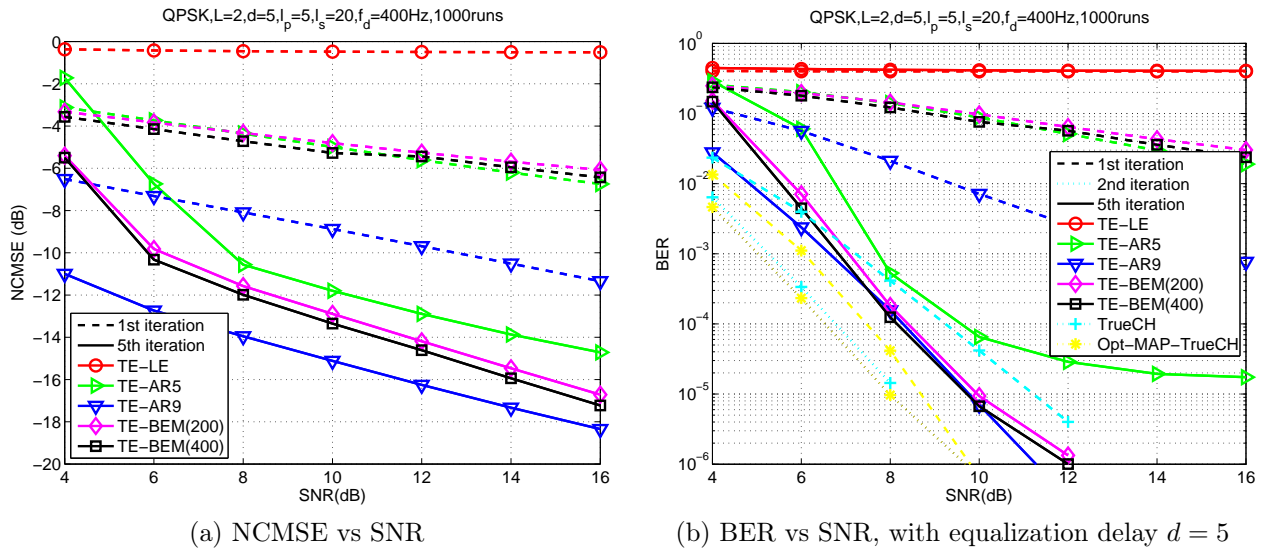 QPSK,L=2,d=5,l_p=5,l_s=20,f_d=400Hz,1000runs
NCMSE (dB)
0
−2
−4
−6
−8
−10
−12
−14
−16
−18
−20
1st iteration
5th iteration
TE−LE
TE−AR5
TE−AR9
TE−BEM(200)
TE−BEM(400)
4 6 8 10 12 14 16
SNR(dB)
(a) NCMSE vs SNR
QPSK,L=2,d=5,l_p=5,l_s=20,f_d=400Hz,1000runs
BER
10^0
10^−1
10^−2
10^−3
10^−4
10^−5
10^−6
1st iteration
2nd iteration
5th iteration
TE−LE
TE−AR5
TE−AR9
TE−BEM(200)
TE−BEM(400)
TrueCH
Opt−MAP−TrueCH
4 6 8 10 12 14 16
SNR(dB)
(b) BER vs SNR, with equalization delay d = 5